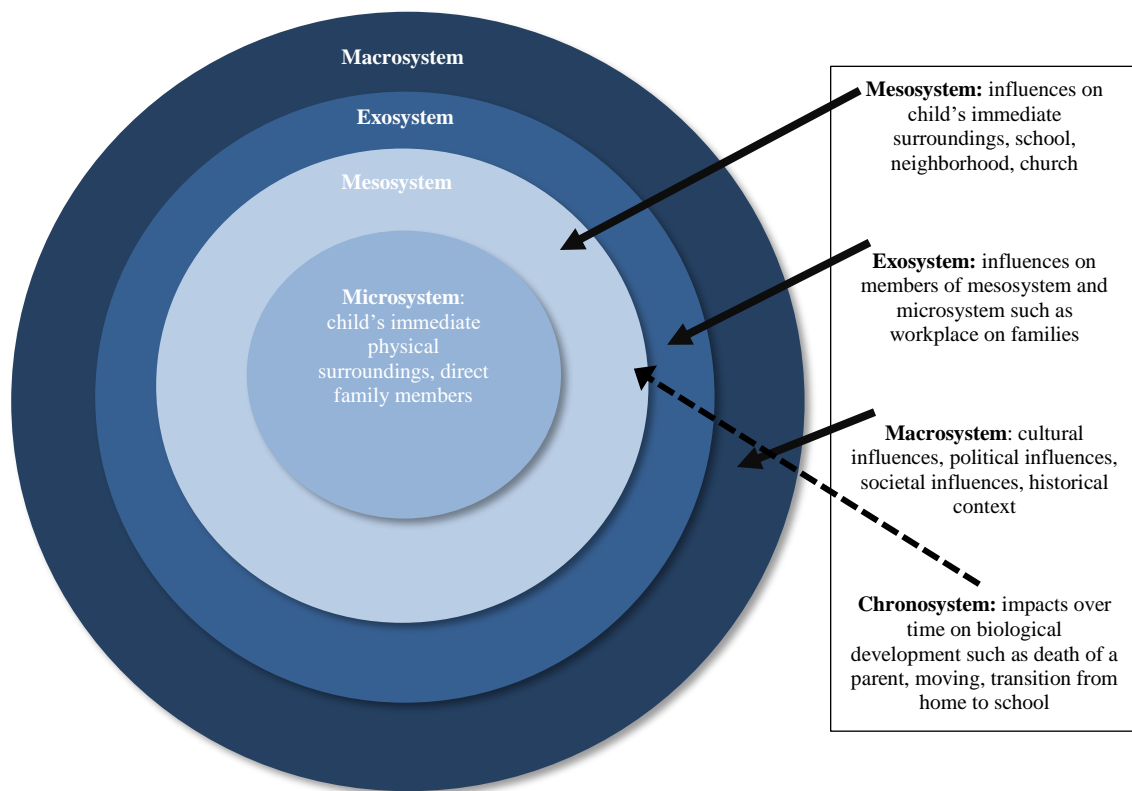 Macrosystem
Exosystem
Mesosystem
Microsystem:
child's immediate
physical
surroundings, direct
family members
Mesosystem: influences on
child's immediate
surroundings, school,
neighborhood, church
Exosystem: influences on
members of mesosystem and
microsystem such as
workplace on families
Macrosystem: cultural
influences, political influences,
societal influences, historical
context
Chronosystem: impacts over
time on biological
development such as death of
a parent, moving, transition from
home to school